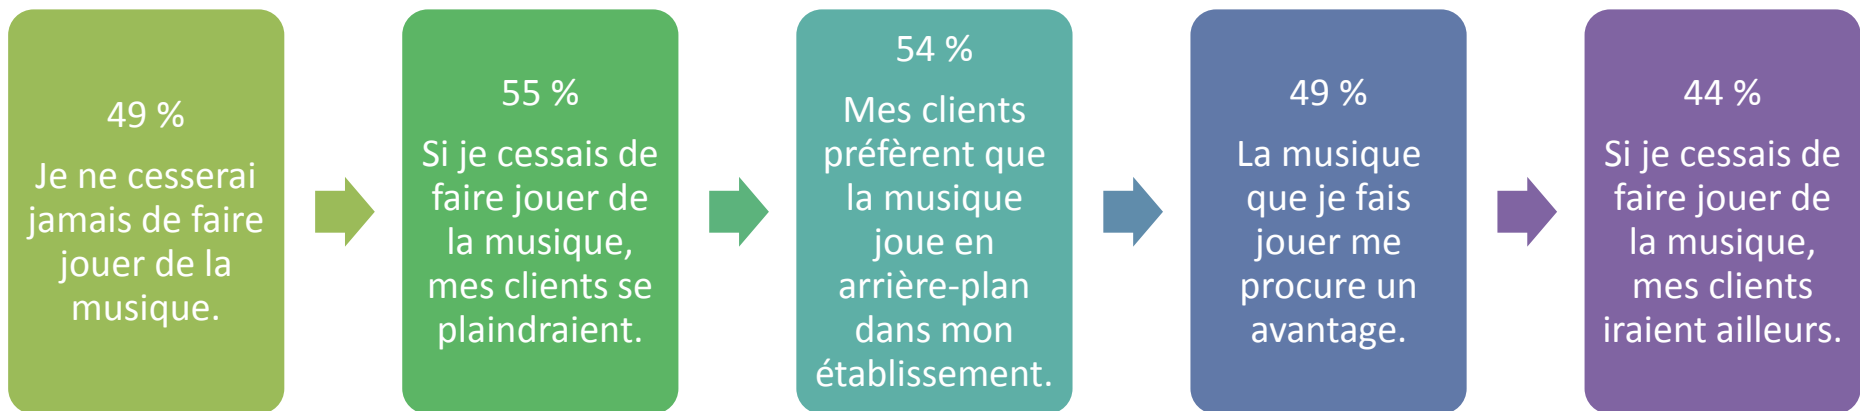 49 %
Je ne cesserai
jamais de faire
jouer de la
musique.
55 %
Si je cessais de
faire jouer de
la musique,
mes clients se
plaindraient.
54 %
Mes clients
préfèrent que
la musique
joue en
arrière-plan
dans mon
établissement.
49 %
La musique
que je fais
jouer me
procure un
avantage.
44 %
Si je cessais de
faire jouer de
la musique,
mes clients
iraient ailleurs.